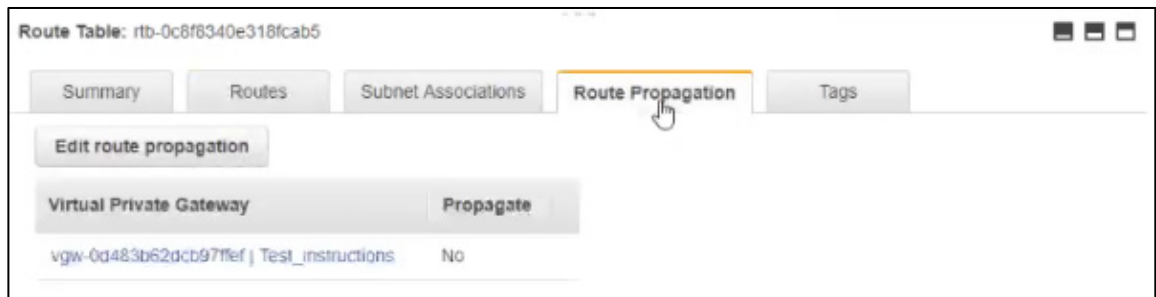 Route Table: rtb-0c8f8340e318fcab5
Summary Routes Subnet Associations Route Propagation Tags
Edit route propagation
Virtual Private Gateway Propagate
vgw-0d483b62dcb97ffef | Test_instructions No